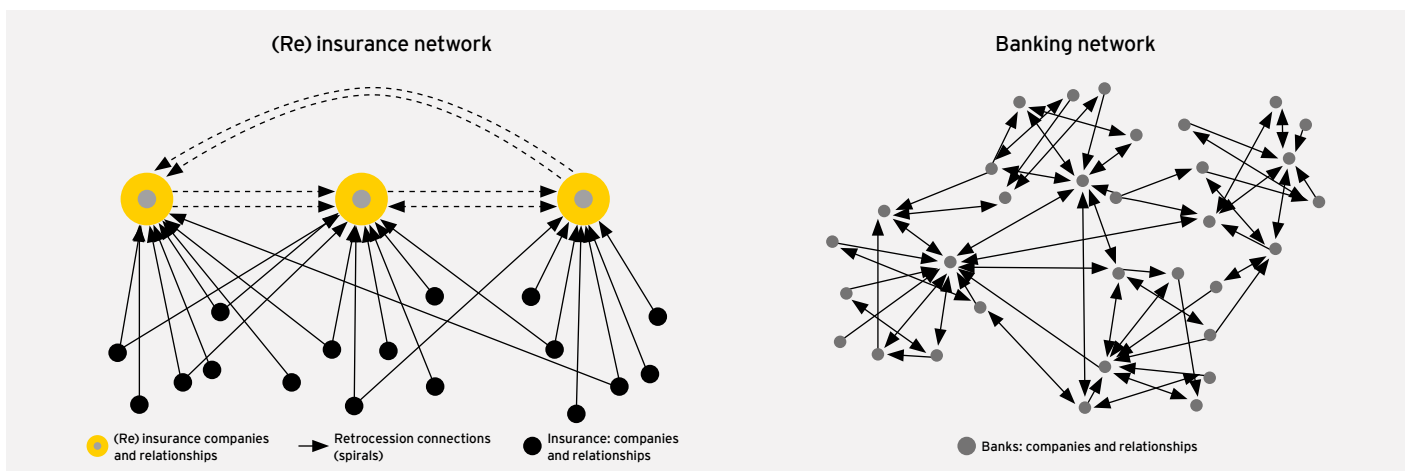 (Re) insurance network
Banking network
(Re) insurance companies
and relationships
Retrocession connections
(spirals)
Insurance: companies
and relationships
Banks: companies and relationships